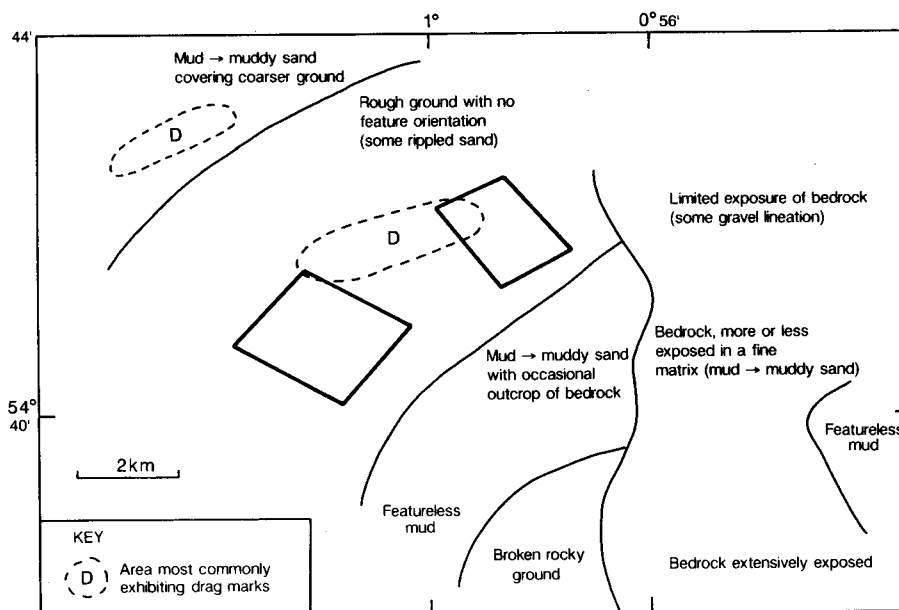 44'
1°
0°56'
Mud → muddy sand
covering coarser ground
D
Rough ground with no
feature orientation
(some rippled sand)
Limited exposure of bedrock
(some gravel lineation)
D
Mud → muddy sand
with occasional
outcrop of bedrock
Bedrock, more or less
exposed in a fine
matrix (mud → muddy sand)
54°
40'
Featureless
mud
2km
Featureless
mud
Broken rocky
ground
Bedrock extensively exposed
KEY
D
Area most commonly
exhibiting drag marks